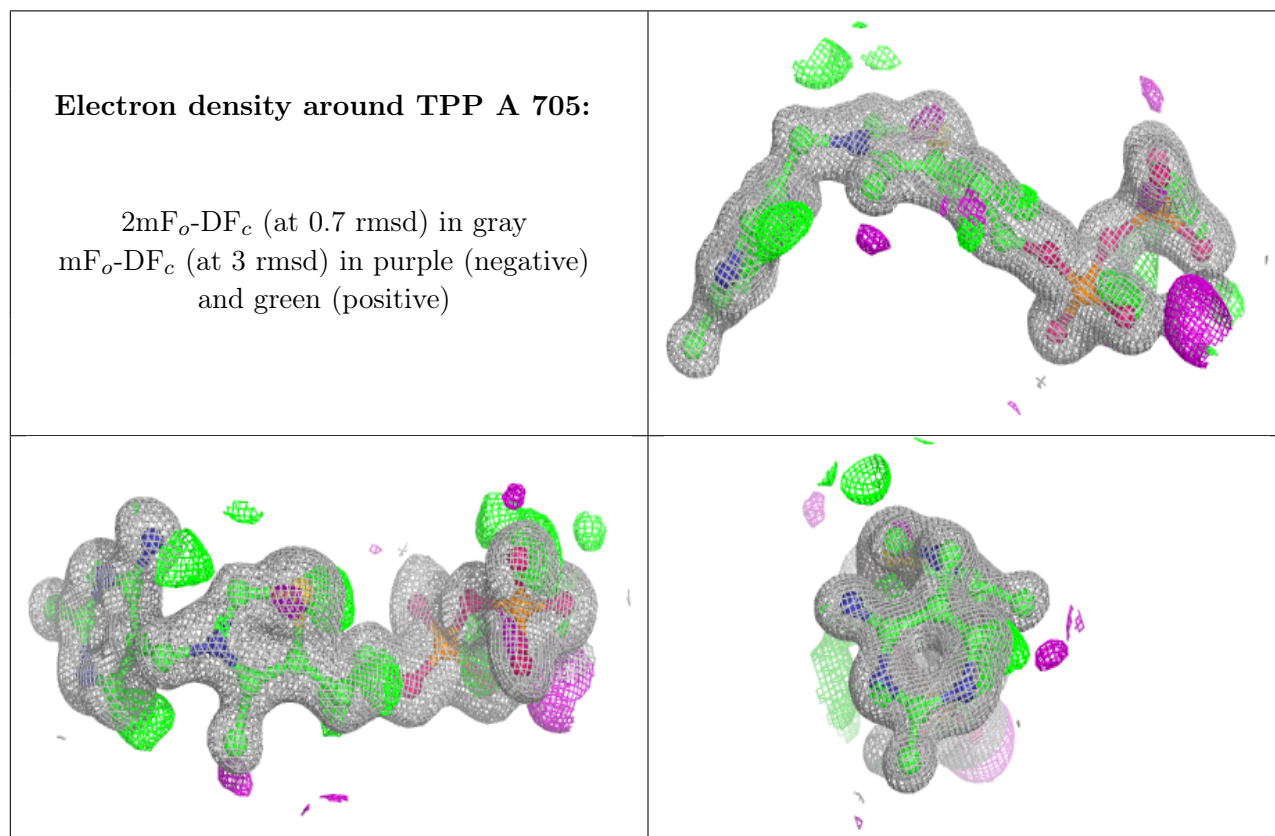 Electron density around TPP A 705:
2mFo-DFc (at 0.7 rmsd) in gray
mFo-DFc (at 3 rmsd) in purple (negative)
and green (positive)